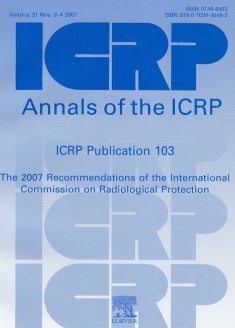 Volume 37 Nos. 2-4 2007
ISSN 0146-6453
ISBN 978-0-7020-3048-2
ICRP
Annals of the ICRP
ICRP Publication 103
The 2007 Recommendations of the International
Commission on Radiological Protection
ICRP
ICRP
ICRP
ELSEVIER